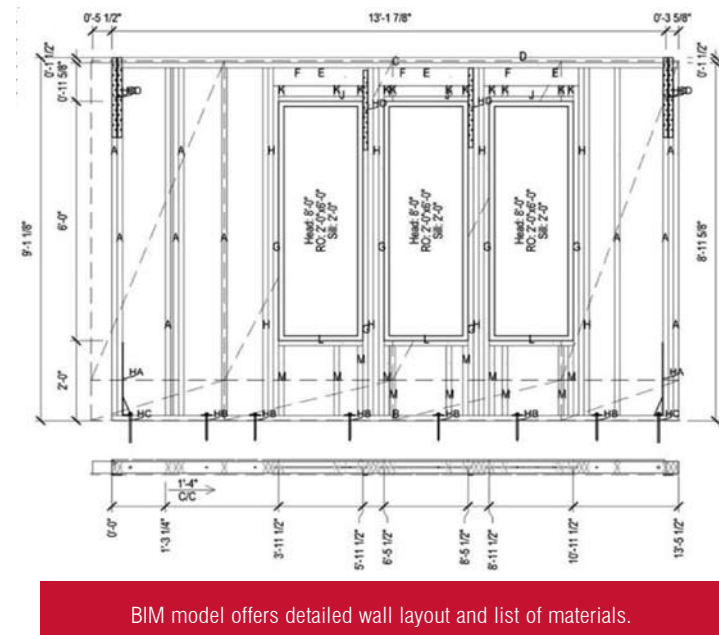 0'-5 1/2"
13'-1 7/8"
0'-3 5/8"
0'-1 1/2"
0'-11 5/8"
6'-0"
2'-0"
9'-1 1/8"
0'-1 1/2"
8'-11 5/8"
C
D
F E F E F E
K K K K K K K K K K
J J J
HD HD HD
A A H H H H A
A A A G G G G A
Head: 8'-0"
RO: 2'-0"x6'-0"
Sill: 2'-0"
Head: 8'-0"
RO: 2'-0"x6'-0"
Sill: 2'-0"
Head: 8'-0"
RO: 2'-0"x6'-0"
Sill: 2'-0"
A H H H H A
L L L
M M M M M M M
HA HA
M M M
HC HB HB HB B HB HB HB HC
1'-4"
C/C
0'-0"
1'-3 1/4"
3'-11 1/2"
5'-11 1/2"
6'-5 1/2"
8'-5 1/2"
8'-11 1/2"
10'-11 1/2"
13'-5 1/2"
BIM model offers detailed wall layout and list of materials.